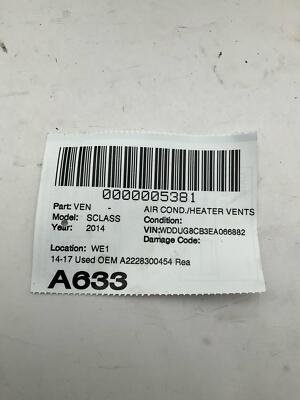 0000005381
Part: VEN - AIR COND./HEATER VENTS
Model: SCLASS Condition:
Year: 2014 VIN:WDDUG8CB3EA066882
Damage Code:
Location: WE1
14-17 Used OEM A2228300454 Rea
A633